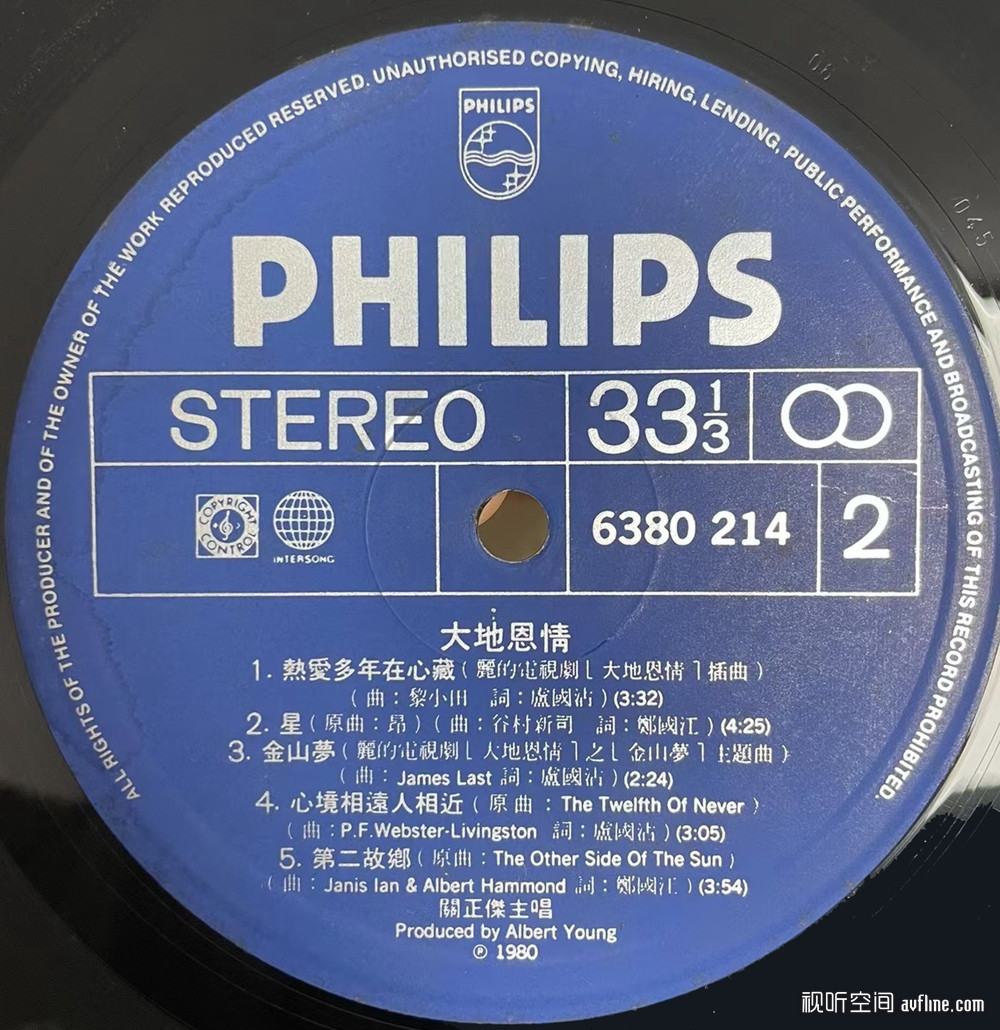 ALL RIGHTS OF THE PRODUCER AND OF THE OWNER OF THE WORK REPRODUCED RESERVED. UNAUTHORISED COPYING, HIRING, LENDING, PUBLIC PERFORMANCE AND BROADCASTING OF THIS RECORD PROHIBITED.
PHILIPS
PHILIPS
STEREO 33 1/3
COPYRIGHT CONTROL
INTERSONG
6380 214
2
大地恩情
1. 熱愛多年在心藏(麗的電視劇「大地恩情」插曲)
(曲:黎小田 詞:盧國沾)(3:32)
2. 星(原曲:昴)(曲:谷村新司 詞:鄭國江)(4:25)
3. 金山夢(麗的電視劇「大地恩情」之「金山夢」主題曲)
(曲:James Last 詞:盧國沾)(2:24)
4. 心境相遠人相近(原曲:The Twelfth Of Never)
(曲:P.F.Webster-Livingston 詞:盧國沾)(3:05)
5. 第二故鄉(原曲:The Other Side Of The Sun)
(曲:Janis Ian & Albert Hammond 詞:鄭國江)(3:54)
關正傑主唱
Produced by Albert Young
℗ 1980
045
视听空间 avfline.com